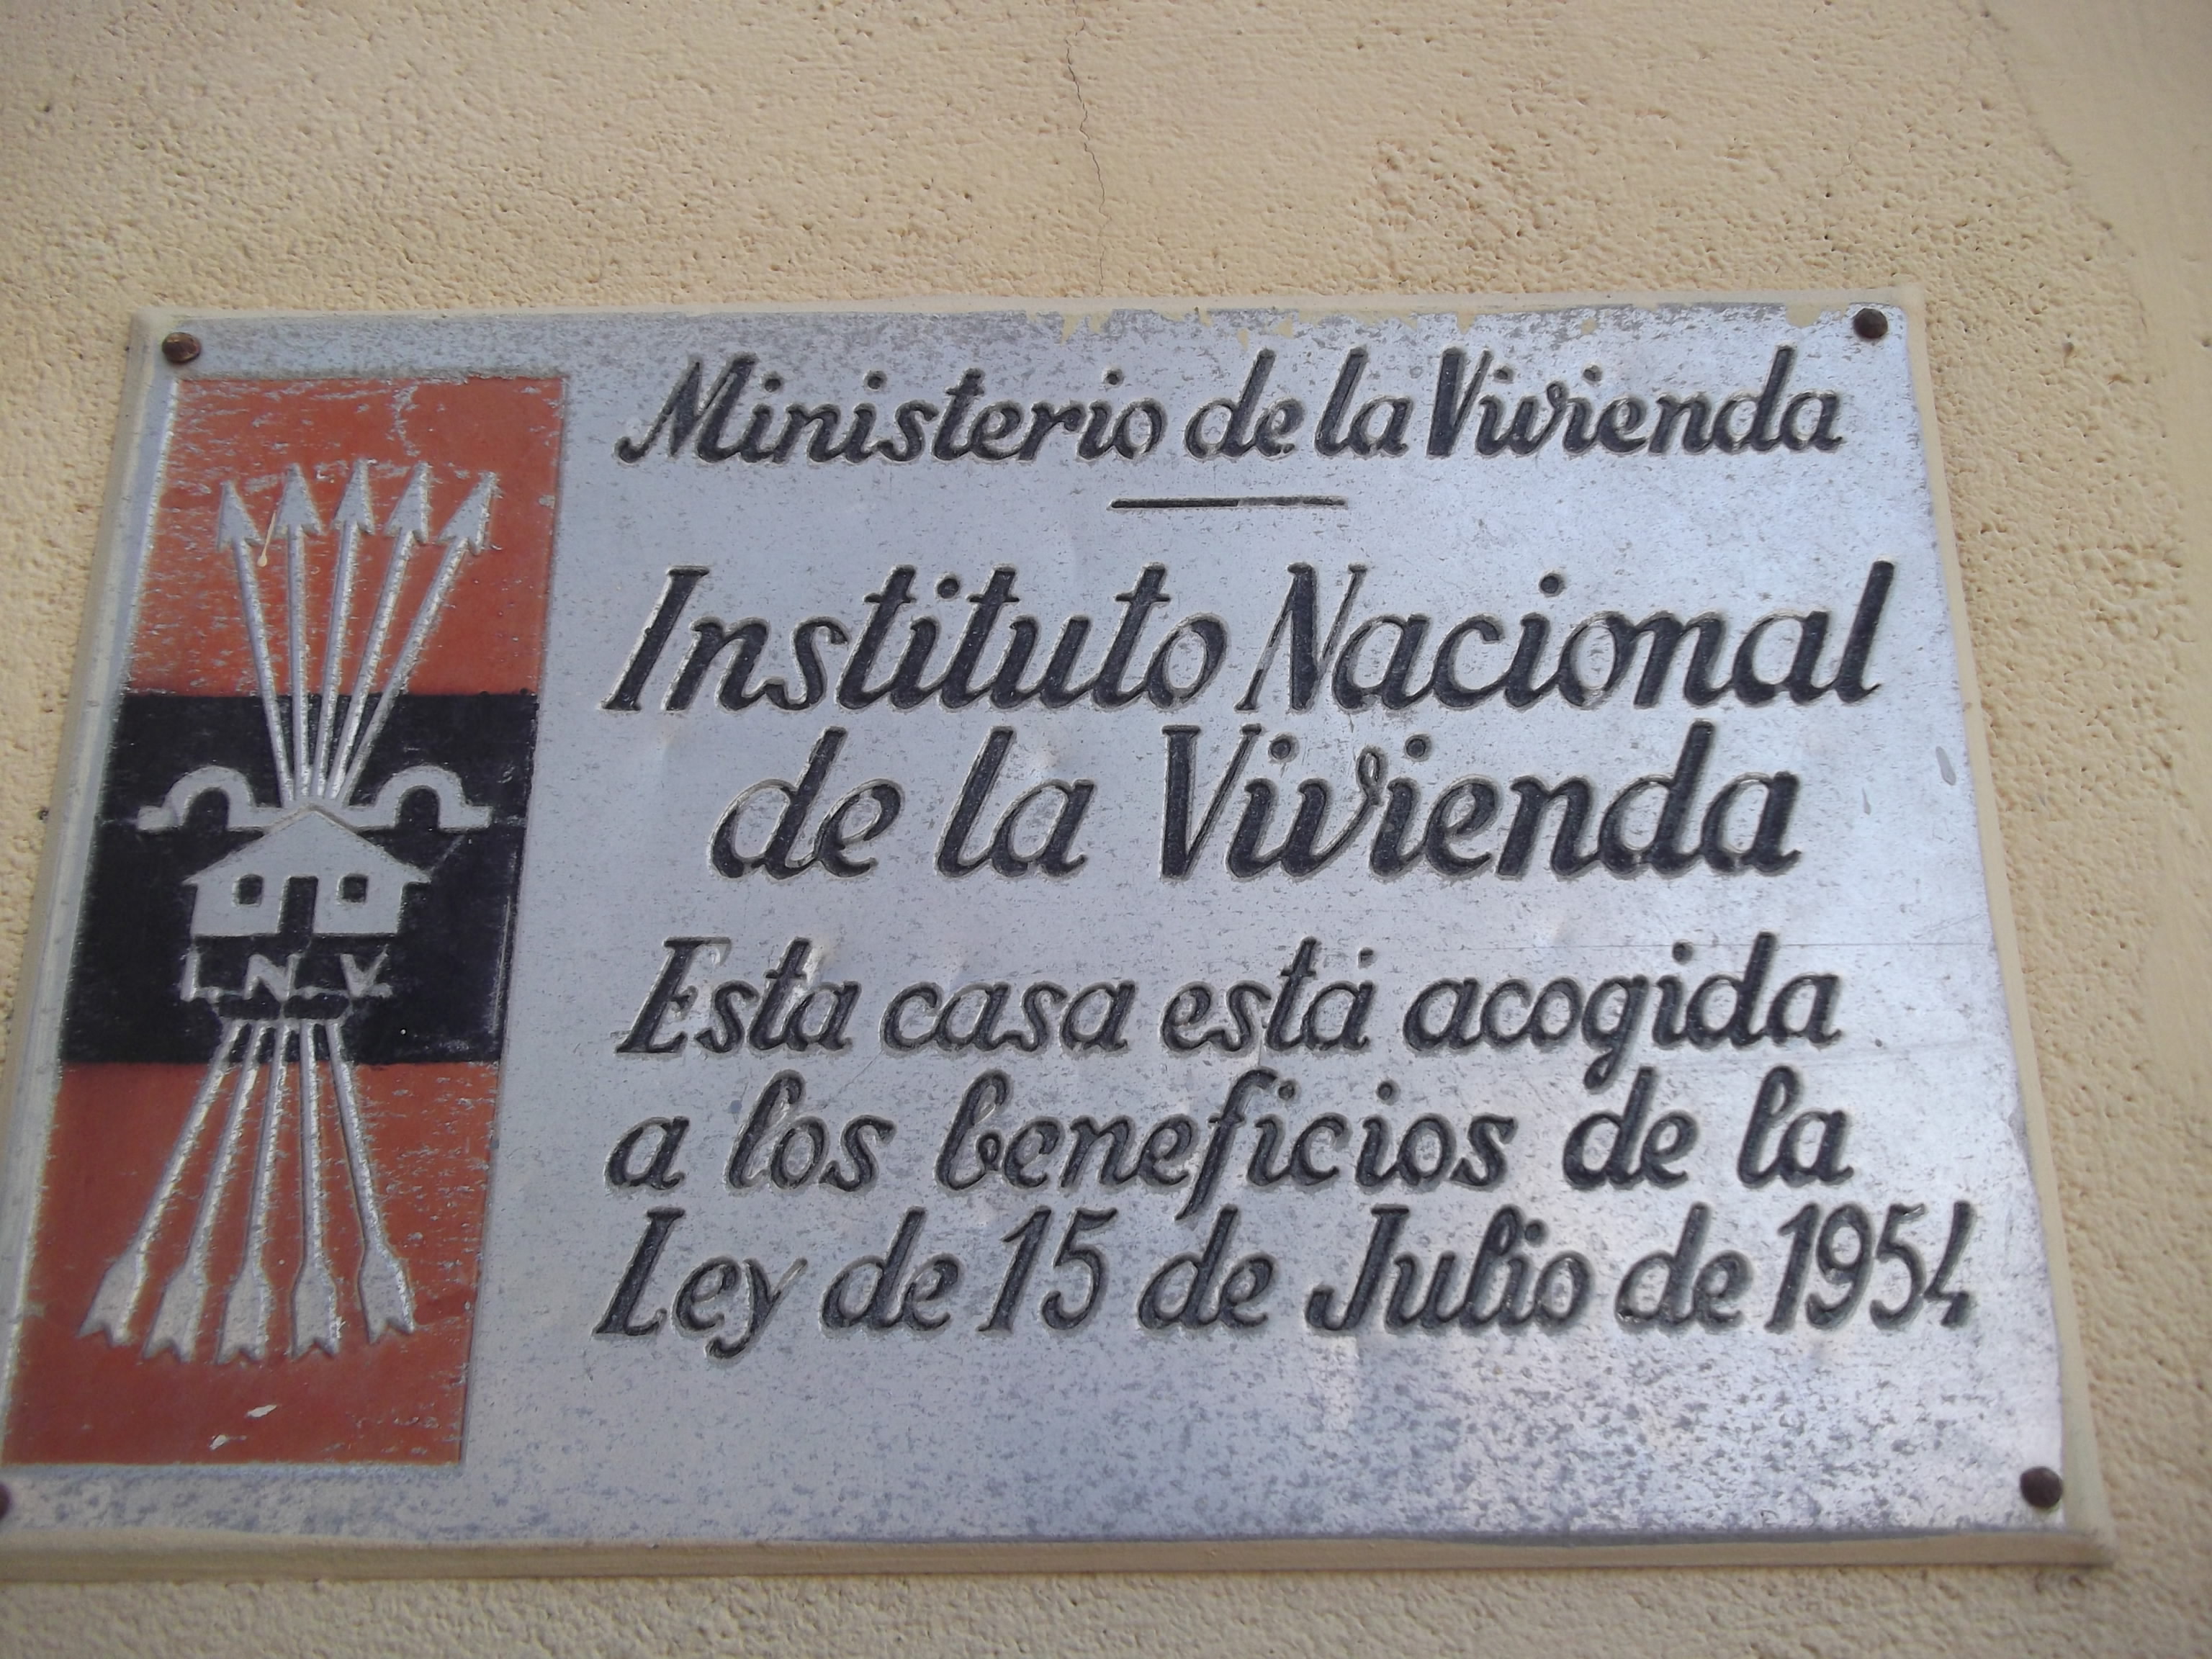 Ministerio de la Vivienda
Instituto Nacional
de la Vivienda
Esta casa está acogida
a los beneficios de la
Ley de 15 de Julio de 1954
I.N.V.